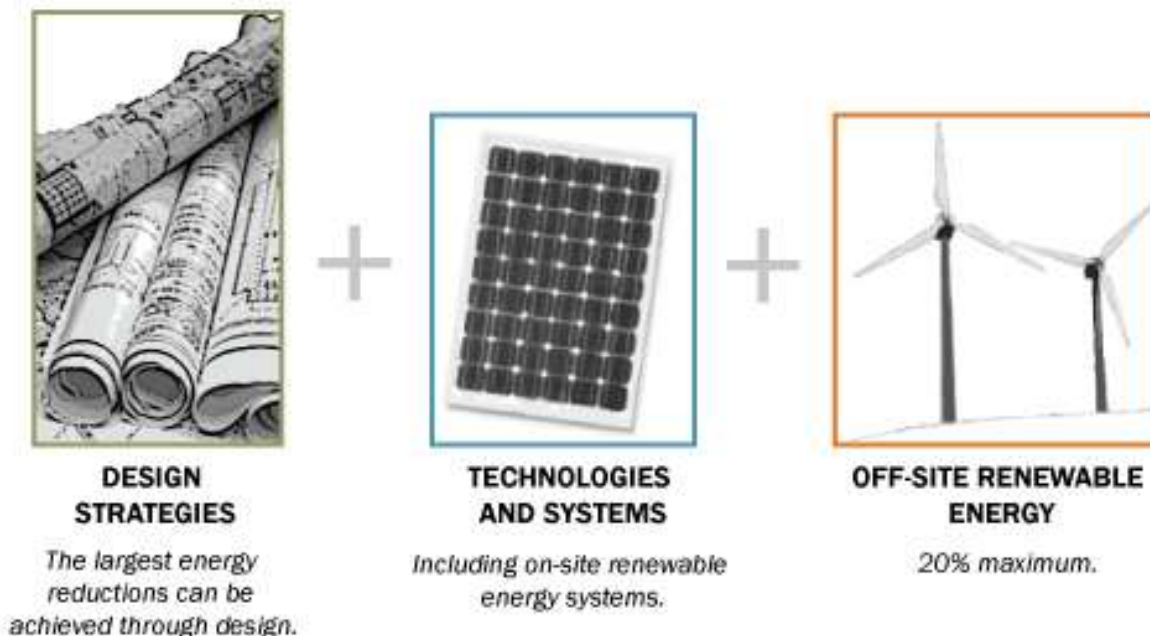 DESIGN
STRATEGIES
The largest energy
reductions can be
achieved through design.
TECHNOLOGIES
AND SYSTEMS
Including on-site renewable
energy systems.
OFF-SITE RENEWABLE
ENERGY
20% maximum.